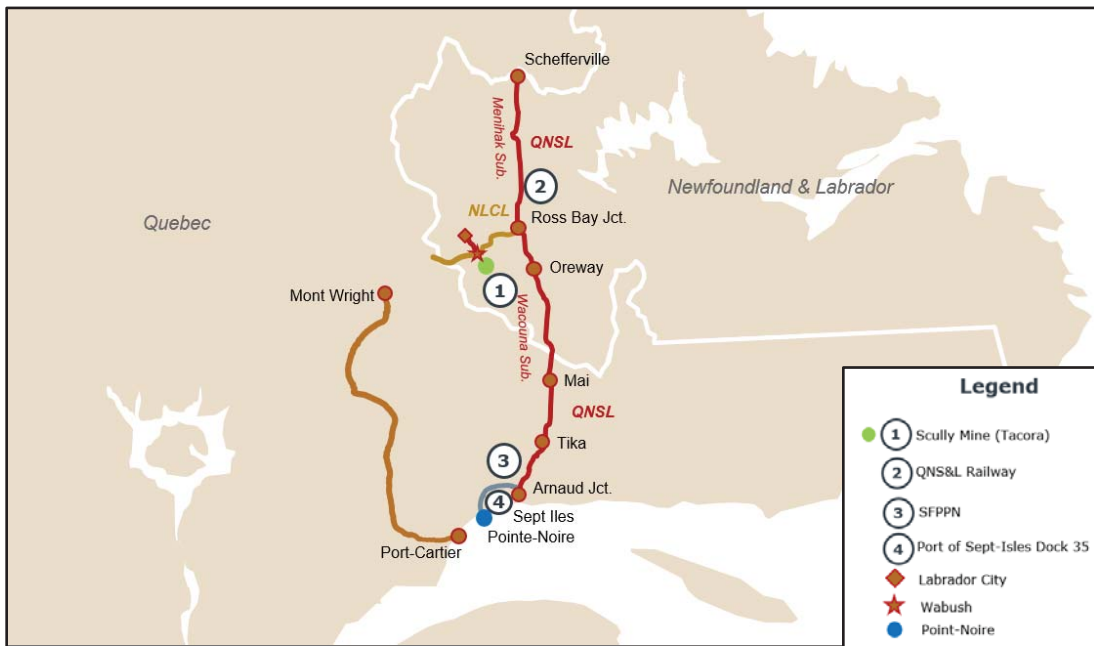 Schefferville
Menihak Sub.
QNSL
2
Newfoundland & Labrador
Quebec
NLCL
Ross Bay Jct.
Oreway
1
Mont Wright
Wacouna Sub.
Mai
QNSL
Tika
3
Arnaud Jct.
4
Sept Iles
Pointe-Noire
Port-Cartier
Legend
1 Scully Mine (Tacora)
2 QNS&L Railway
3 SFPPN
4 Port of Sept-Isles Dock 35
Labrador City
Wabush
Point-Noire